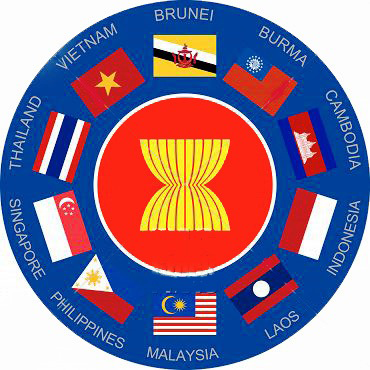 BRUNEI
BURMA
CAMBODIA
INDONESIA
LAOS
MALAYSIA
PHILIPPINES
SINGAPORE
THAILAND
VIETNAM